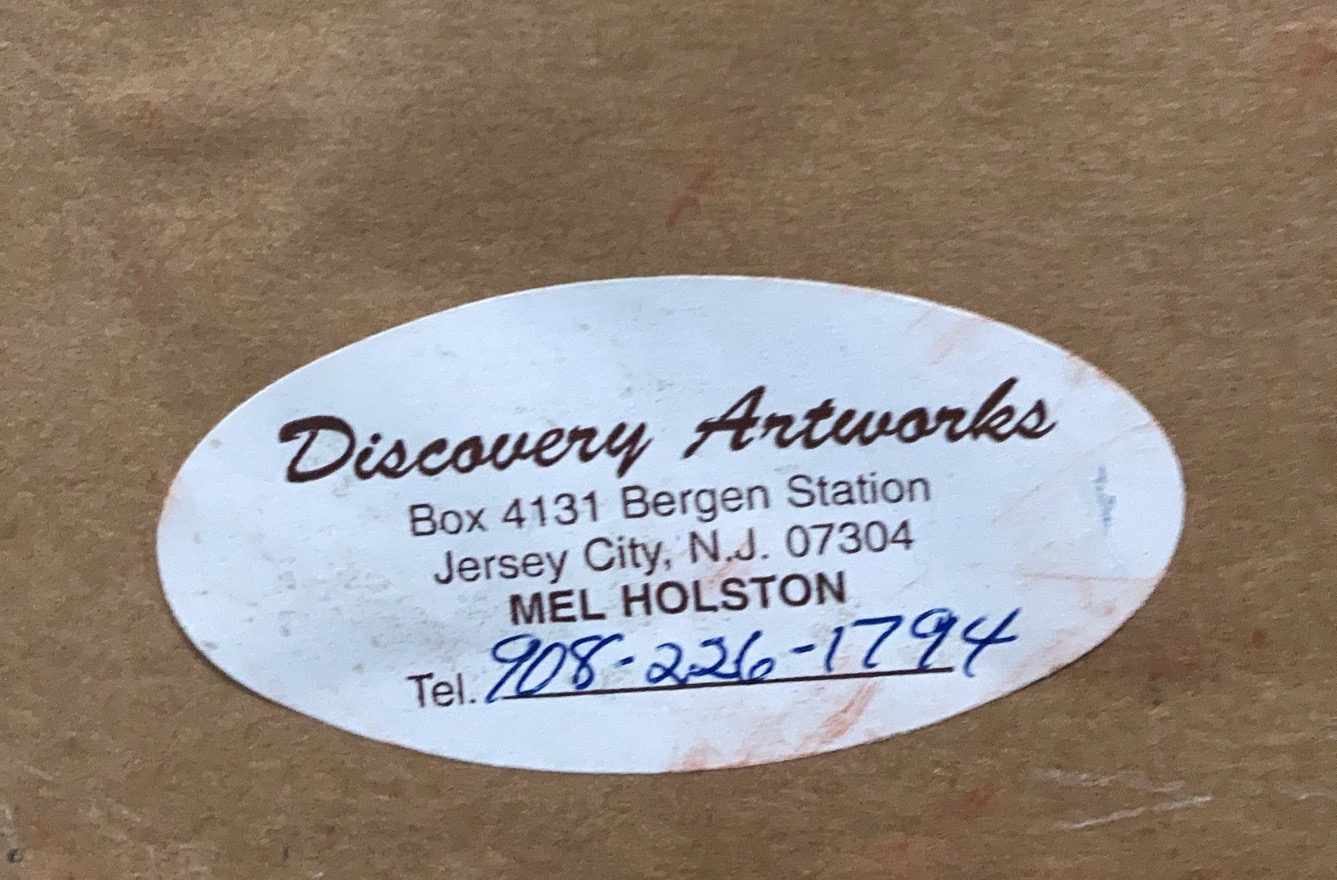 Discovery Artworks
Box 4131 Bergen Station
Jersey City, N.J. 07304
MEL HOLSTON
Tel. 908-226-1794